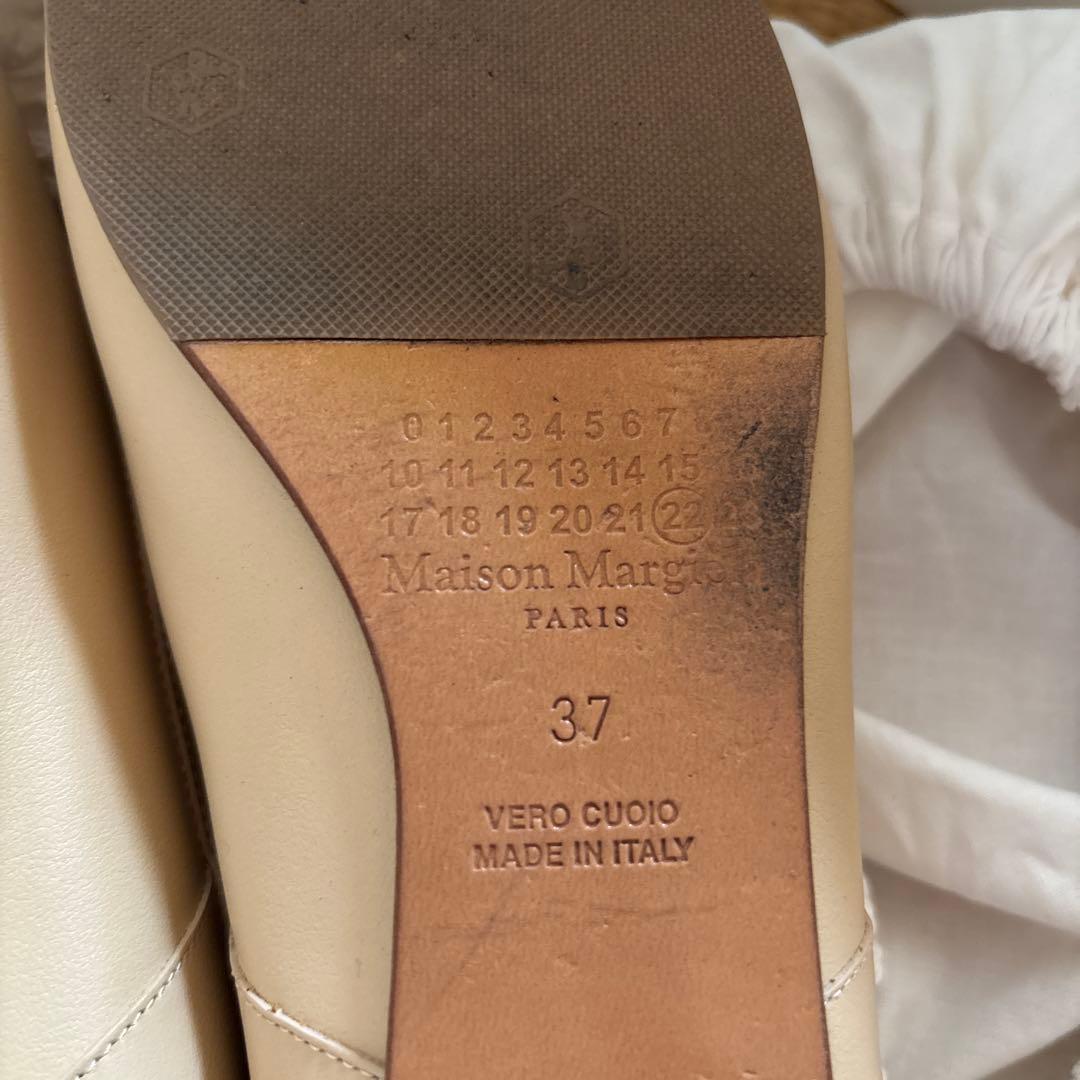 0 1 2 3 4 5 6 7
10 11 12 13 14 15
17 18 19 20 21 22 23
Maison
PARIS
37
VERO CUOIO
MADE IN ITALY